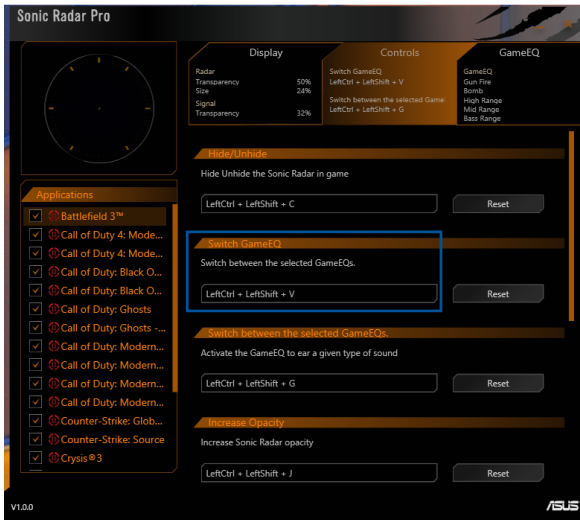 Sonic Radar Pro
Display
Radar
Transparency 50%
Size 24%
Signal
Transparency 32%
Controls
Switch GameEQ
LeftCtrl + LeftShift + V
Switch between the selected Game
LeftCtrl + LeftShift + G
GameEQ
GameEQ
Gun Fire
Bomb
High Range
Mid Range
Bass Range
Applications
Battlefield 3™
Call of Duty 4: Mode...
Call of Duty 4: Mode...
Call of Duty: Black O...
Call of Duty: Black O...
Call of Duty: Ghosts
Call of Duty: Ghosts -...
Call of Duty: Modern...
Call of Duty: Modern...
Call of Duty: Modern...
Call of Duty: Modern...
Counter-Strike: Glob...
Counter-Strike: Source
Crysis®3
Hide/Unhide
Hide Unhide the Sonic Radar in game
LeftCtrl + LeftShift + C
Reset
Switch GameEQ
Switch between the selected GameEQs.
LeftCtrl + LeftShift + V
Reset
Switch between the selected GameEQs.
Activate the GameEQ to ear a given type of sound
LeftCtrl + LeftShift + G
Reset
Increase Opacity
Increase Sonic Radar opacity
LeftCtrl + LeftShift + J
Reset
V1.0.0
ASUS